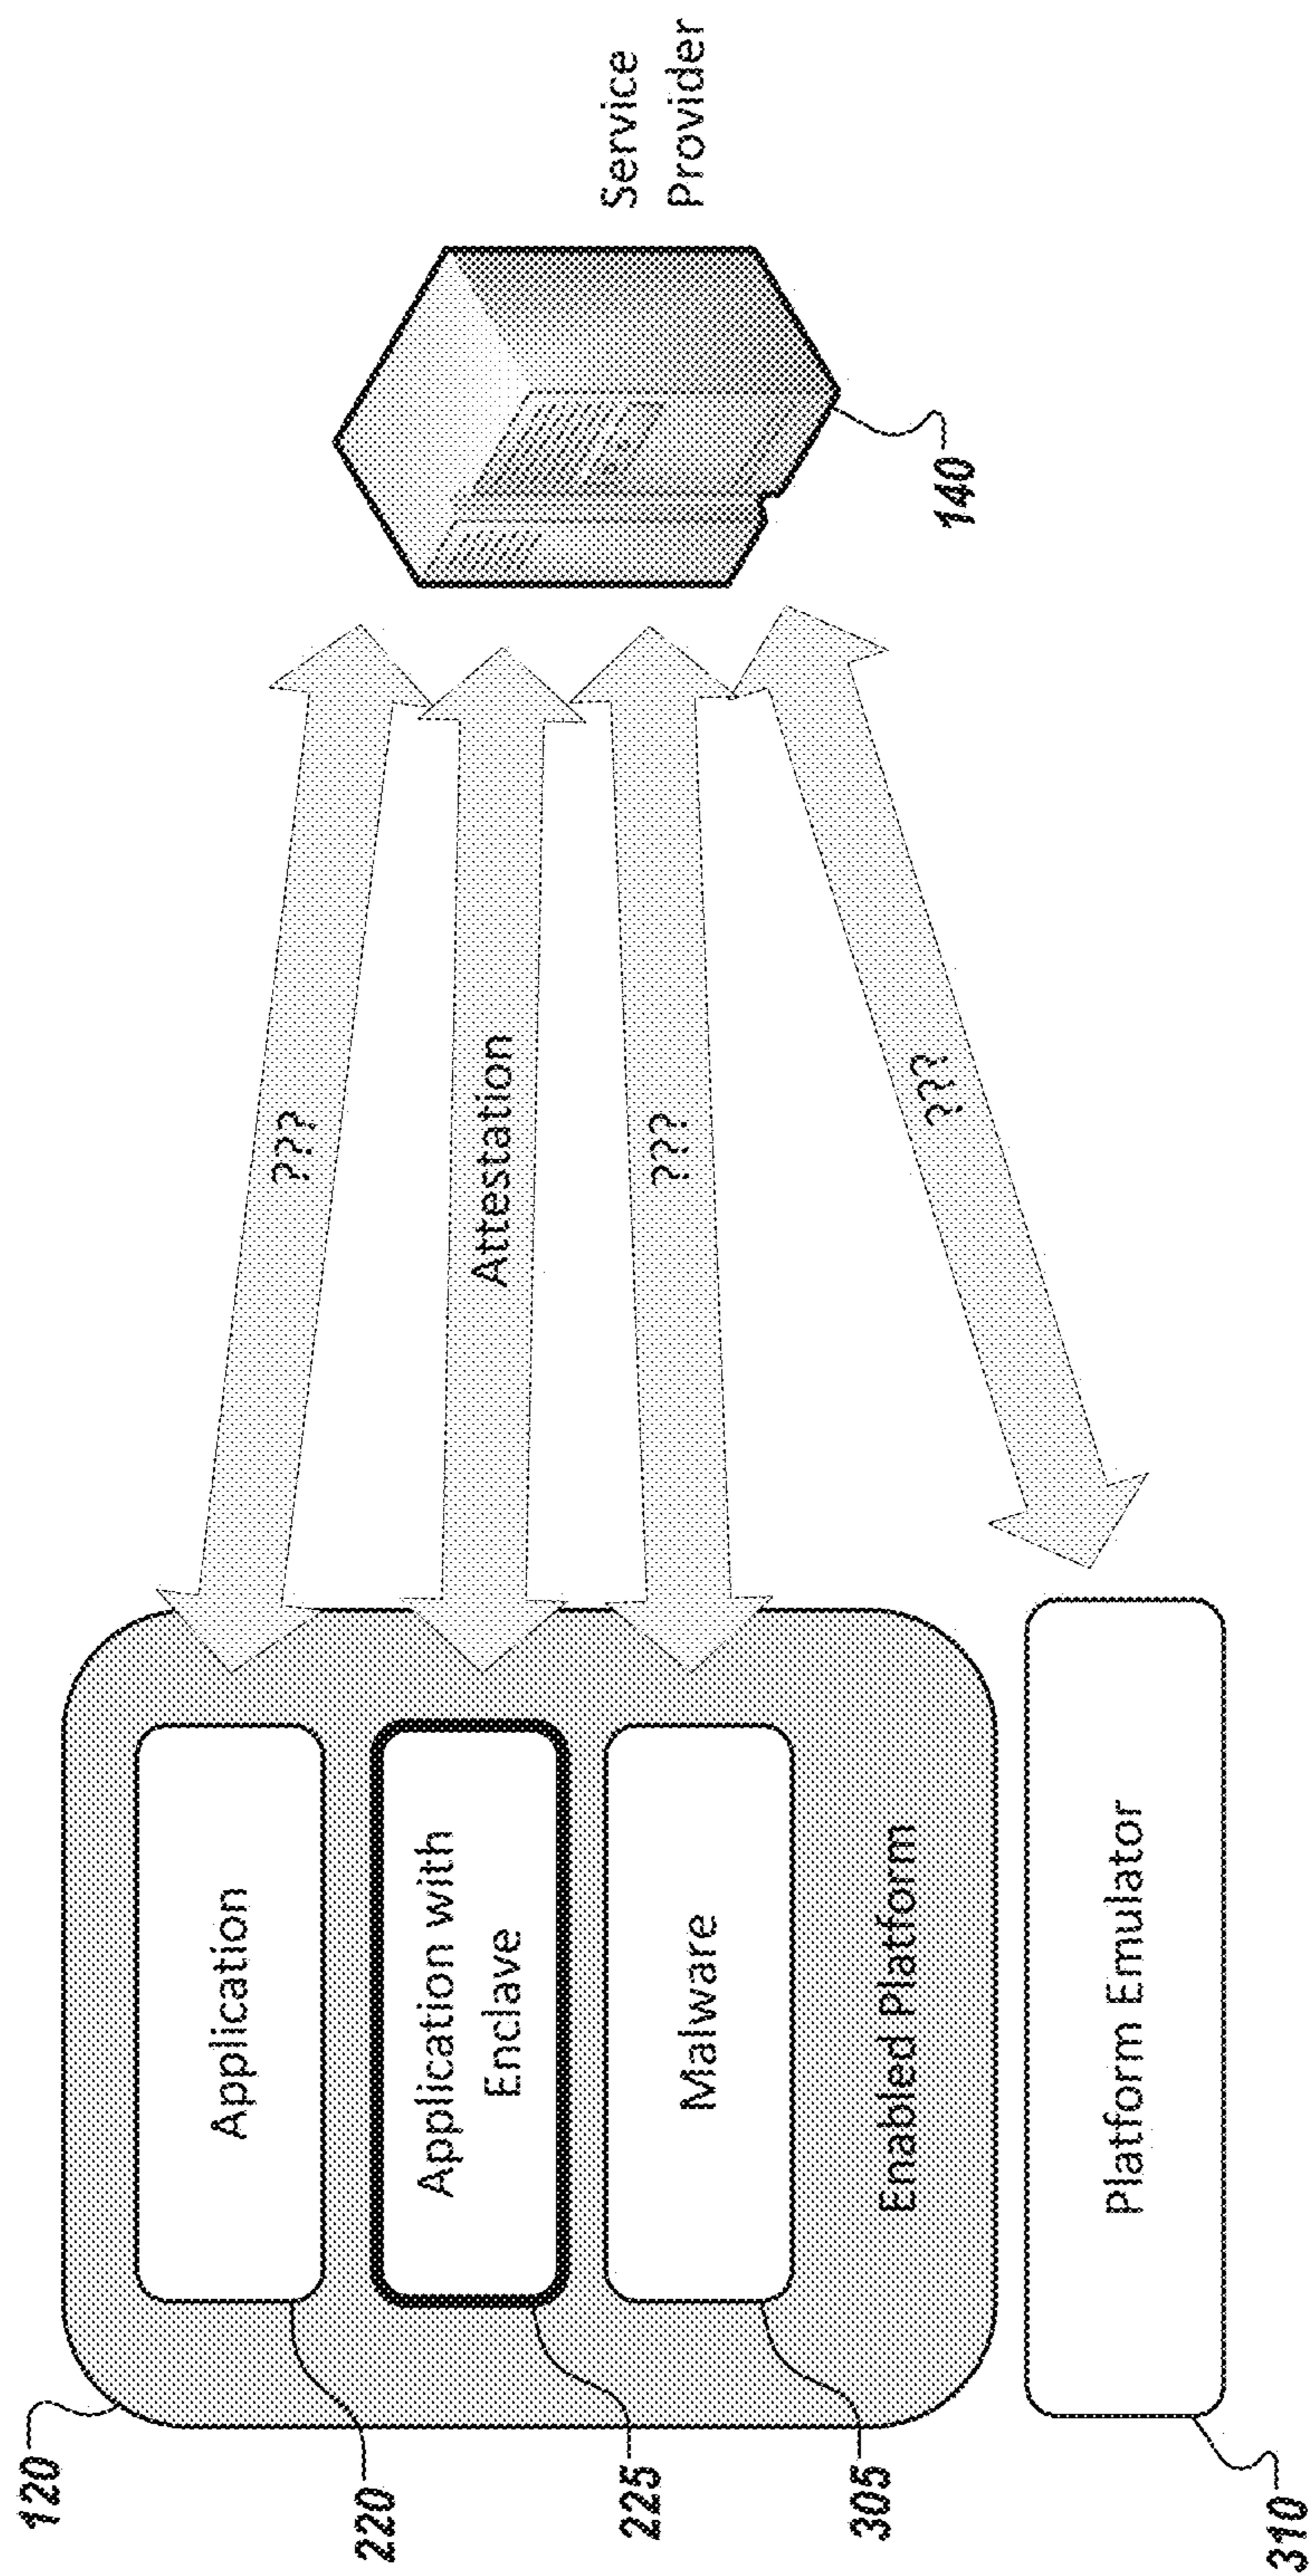 120
Application
220
???
Application with
Enclave
225
Attestation
Malware
305
???
Enabled Platform
Service
Provider
140
Platform Emulator
310
???